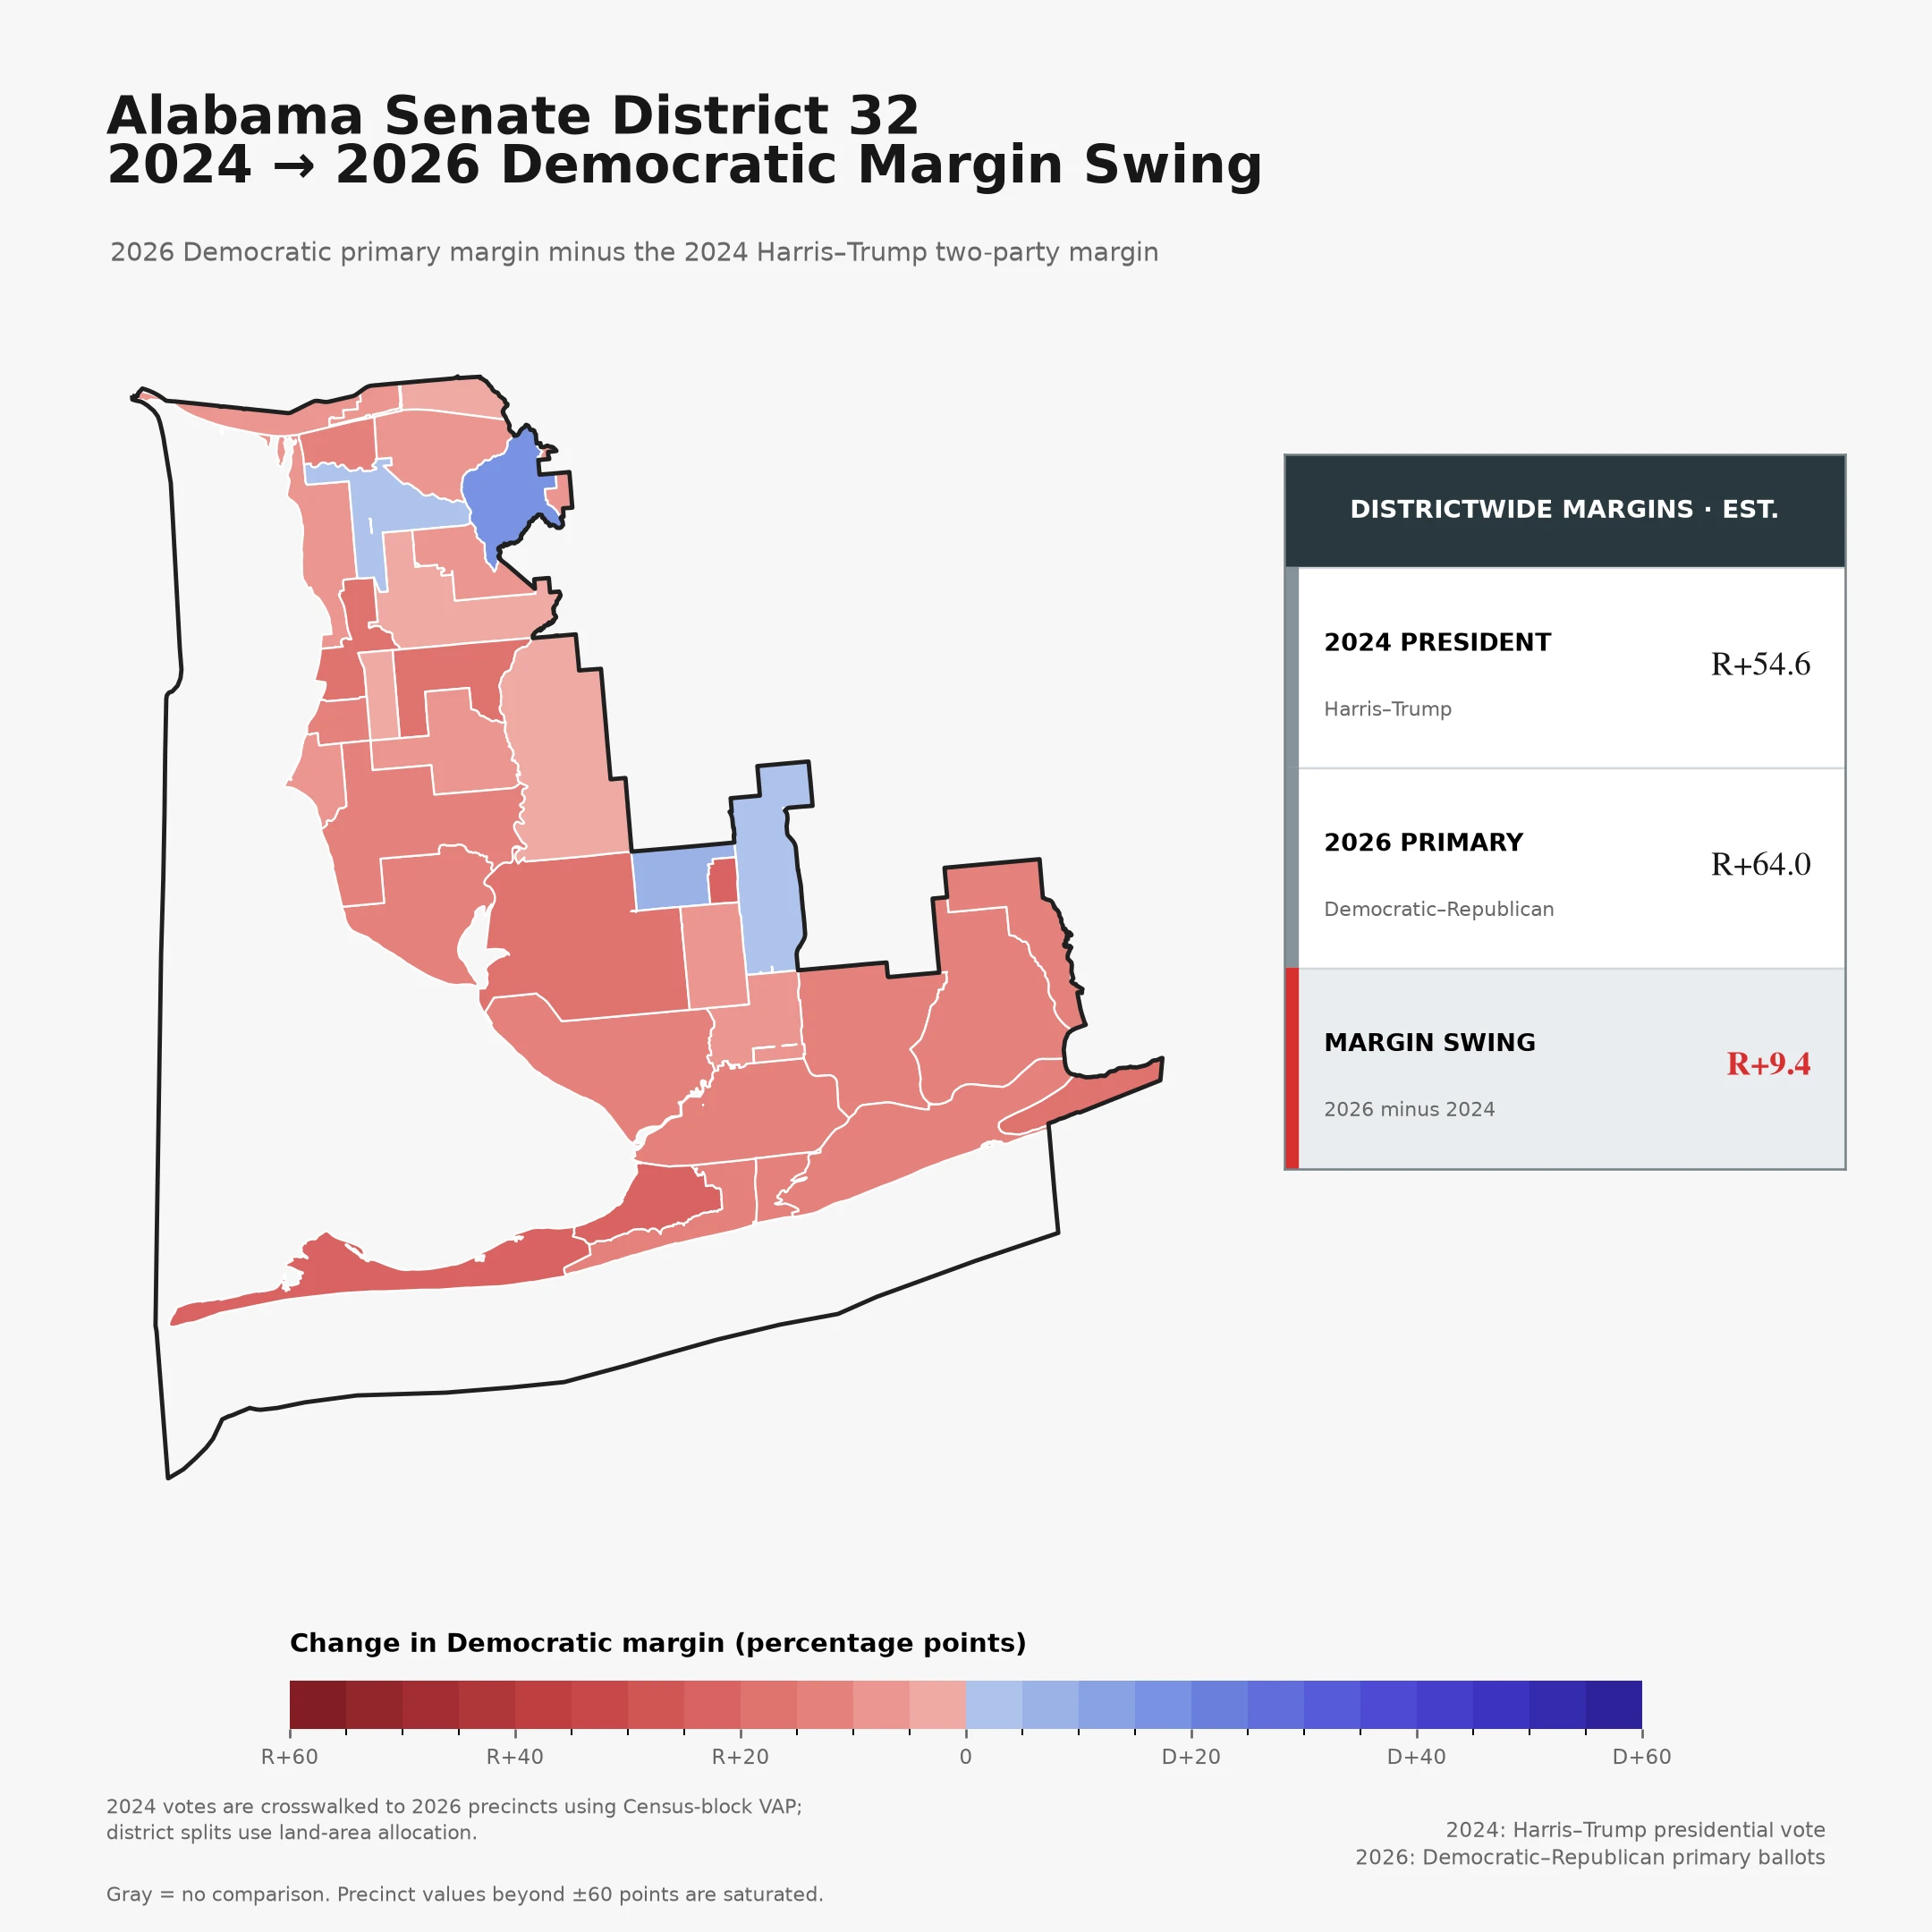 Alabama Senate District 32
2024 → 2026 Democratic Margin Swing
2026 Democratic primary margin minus the 2024 Harris–Trump two-party margin
DISTRICTWIDE MARGINS · EST.
2024 PRESIDENT
R+54.6
Harris–Trump
2026 PRIMARY
R+64.0
Democratic–Republican
MARGIN SWING
R+9.4
2026 minus 2024
Change in Democratic margin (percentage points)
R+60 R+40 R+20 0 D+20 D+40 D+60
2024 votes are crosswalked to 2026 precincts using Census-block VAP;
district splits use land-area allocation.
Gray = no comparison. Precinct values beyond ±60 points are saturated.
2024: Harris–Trump presidential vote
2026: Democratic–Republican primary ballots